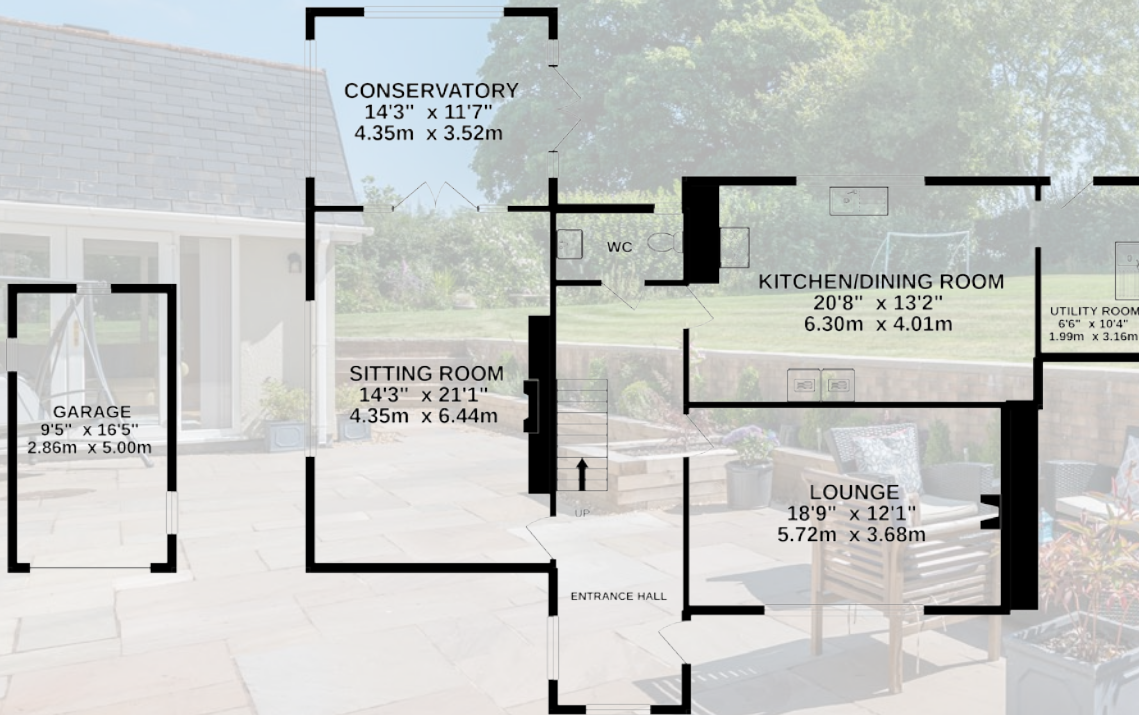 CONSERVATORY
14'3" x 11'7"
4.35m x 3.52m
WC
KITCHEN/DINING ROOM
20'8" x 13'2"
6.30m x 4.01m
UTILITY ROOM
6'6" x 10'4"
1.99m x 3.16m
SITTING ROOM
14'3" x 21'1"
4.35m x 6.44m
GARAGE
9'5" x 16'5"
2.86m x 5.00m
LOUNGE
18'9" x 12'1"
5.72m x 3.68m
UP
ENTRANCE HALL